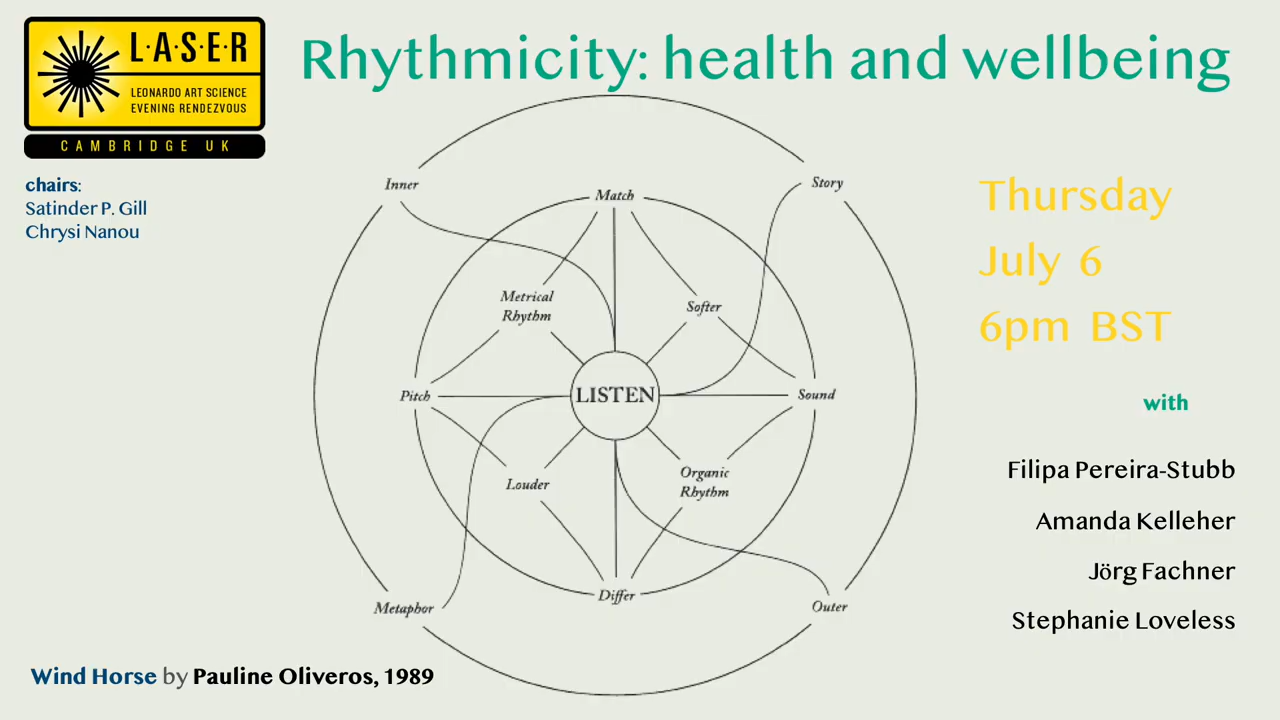 L·A·S·E·R
LEONARDO ART SCIENCE
EVENING RENDEZVOUS
CAMBRIDGE UK
Rhythmicity: health and wellbeing
chairs:
Satinder P. Gill
Chrysi Nanou
Inner
Match
Story
Metrical
Rhythm
Softer
Pitch
LISTEN
Sound
Louder
Organic
Rhythm
Metaphor
Differ
Outer
Thursday
July 6
6pm BST
with
Filipa Pereira-Stubb
Amanda Kelleher
Jörg Fachner
Stephanie Loveless
Wind Horse by Pauline Oliveros, 1989